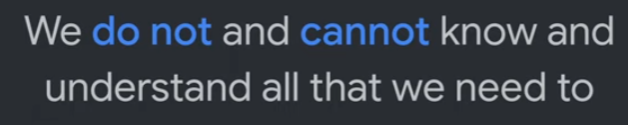 We do not and cannot know and
understand all that we need to